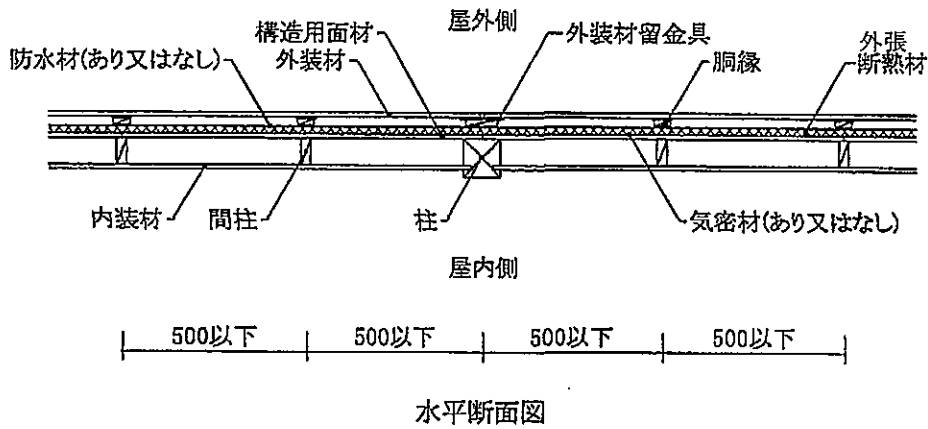 屋外側
構造用面材
外装材留金具
外張
断熱材
防水材(あり又はなし)
外装材
胴縁
内装材
間柱
柱
気密材(あり又はなし)
屋内側
500以下
500以下
500以下
500以下
水平断面図